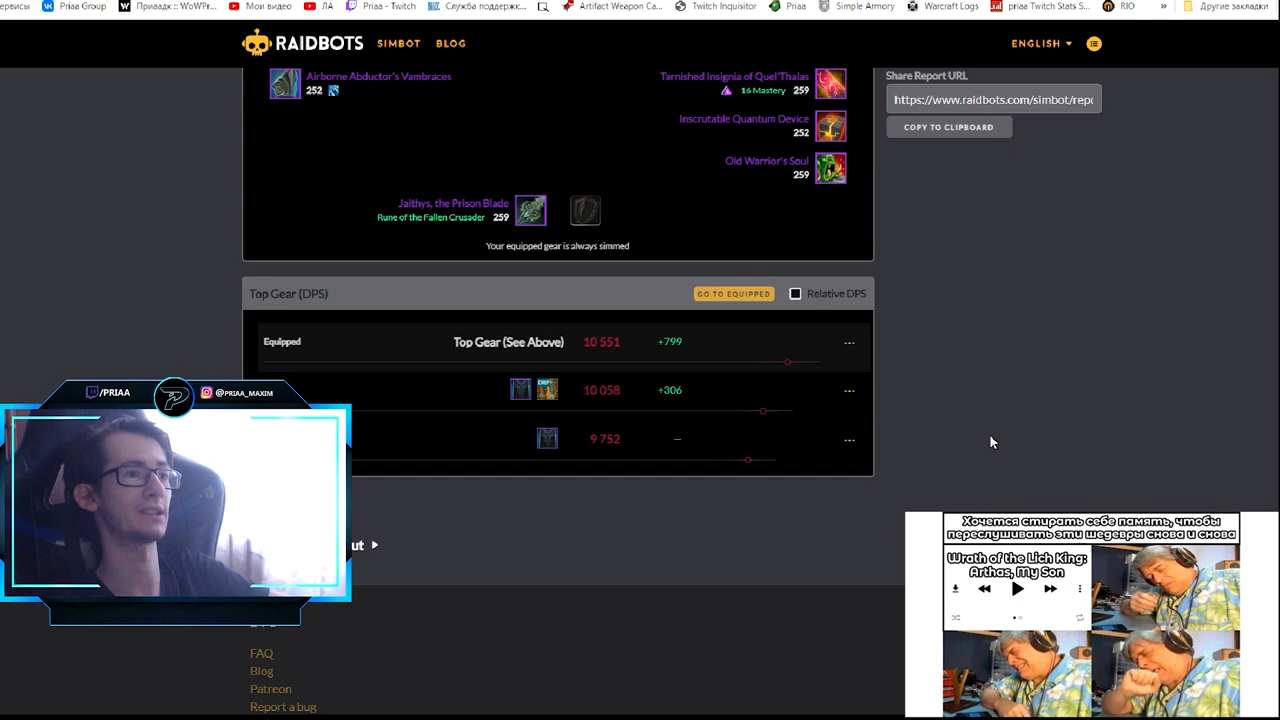 ерсисы
Priaa Group
Приаадк :: WoWPr...
Мои видео
ЛА
Priaa - Twitch
Служба поддержк...
Artifact Weapon Ca...
Twitch Inquisitor
Priaa
Simple Armory
Warcraft Logs
priaa Twitch Stats S...
RIO
»
Другие закладки
RAIDBOTS
SIMBOT
BLOG
ENGLISH
Airborne Abductor's Vambraces
252
Tarnished Insignia of Quel'Thalas
16 Mastery 259
Inscrutable Quantum Device
252
Old Warrior's Soul
259
Jaithys, the Prison Blade
Rune of the Fallen Crusader 259
Your equipped gear is always simmed
Share Report URL
https://www.raidbots.com/simbot/repo
COPY TO CLIPBOARD
Top Gear (DPS)
GO TO EQUIPPED
Relative DPS
Equipped
Top Gear (See Above)
10 551
+799
---
10 058
+306
---
9 752
—
---
/PRIAA
@PRIAA_MAXIM
ut
FAQ
Blog
Patreon
Report a bug
Хочется стирать себе память, чтобы
переслушивать эти шедевры снова и снова
Wrath of the Lich King:
Arthas, My Son